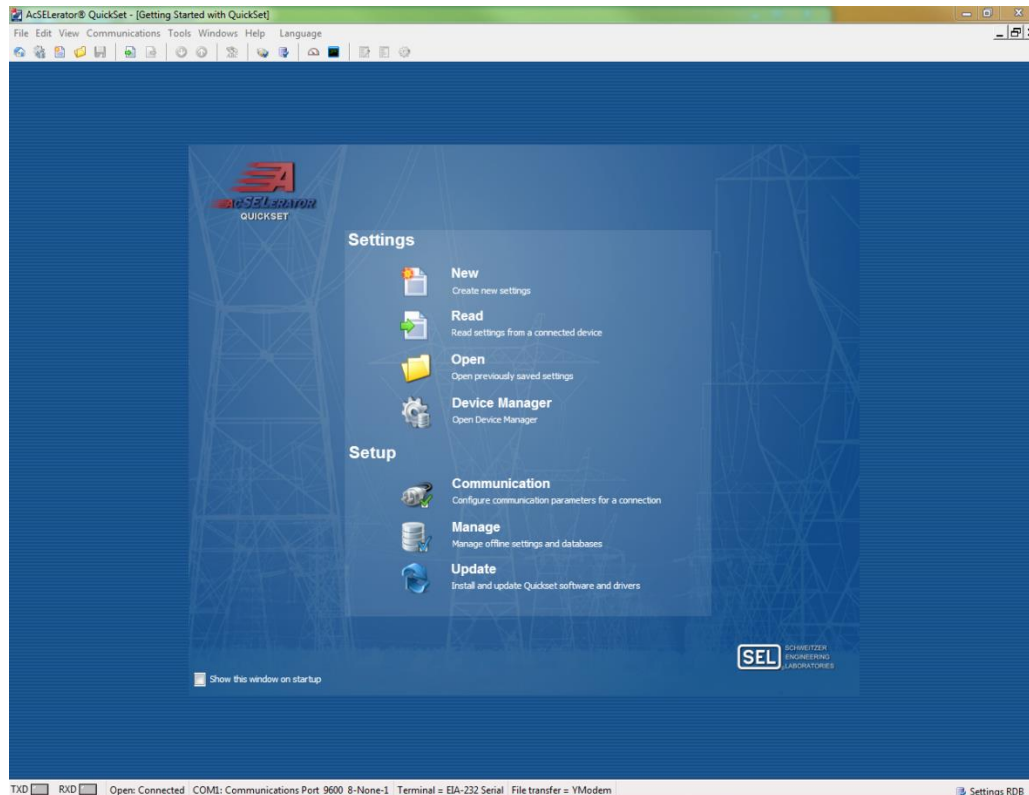 AcSELerator® QuickSet - [Getting Started with QuickSet]
File Edit View Communications Tools Windows Help Language
ACSELERATOR
QUICKSET
Settings
New
Create new settings
Read
Read settings from a connected device
Open
Open previously saved settings
Device Manager
Open Device Manager
Setup
Communication
Configure communication parameters for a connection
Manage
Manage offline settings and databases
Update
Install and update Quickset software and drivers
SEL SCHWEITZER
ENGINEERING
LABORATORIES
Show this window on startup
TXD RXD Open: Connected COM1: Communications Port 9600 8-None-1 Terminal = EIA-232 Serial File transfer = YModem Settings RDB